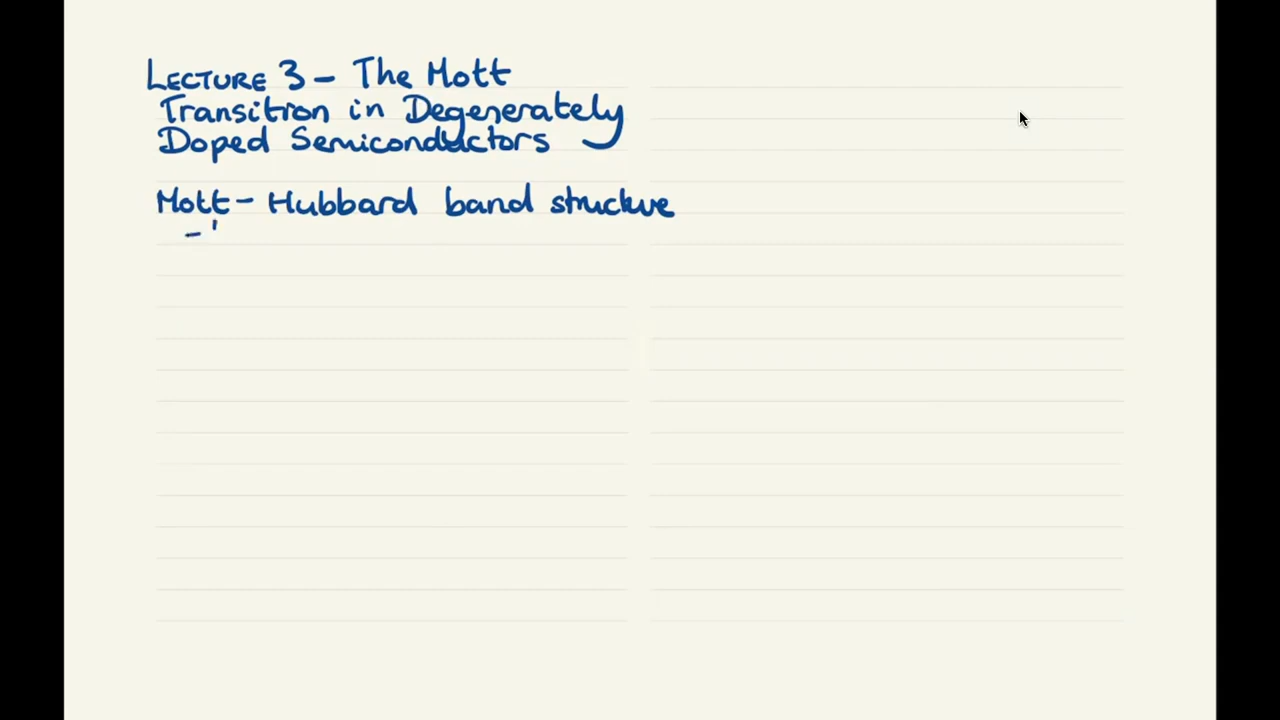 LECTURE 3 – The Mott
Transition in Degenerately
Doped Semiconductors
Mott – Hubbard band structure
– '